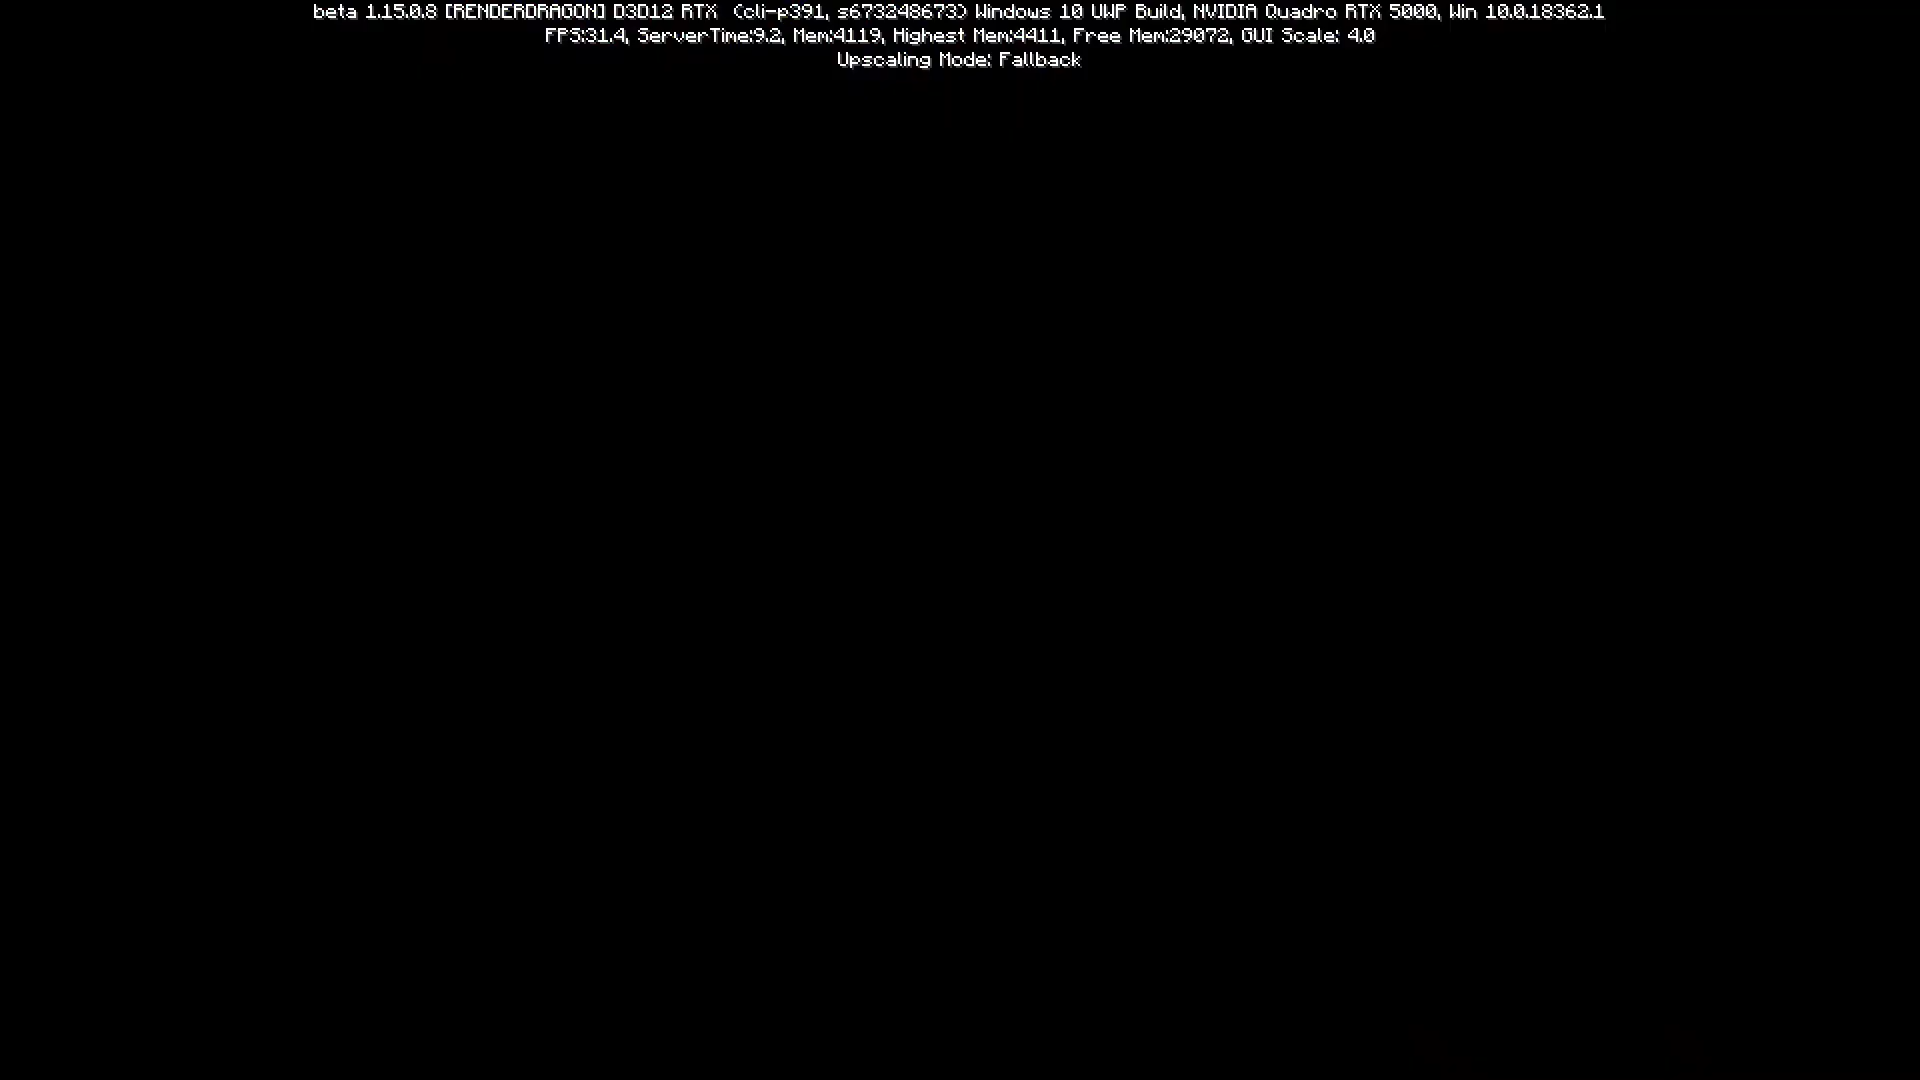 beta 1.15.0.8 [RENDERDRAGON] D3D12 RTX  (cli-p391, s673248673) Windows 10 UWP Build, NVIDIA Quadro RTX 5000, Win 10.0.18362.1
FPS:31.4, ServerTime:9.2, Mem:4119, Highest Mem:4411, Free Mem:29072, GUI Scale: 4.0
Upscaling Mode: Fallback